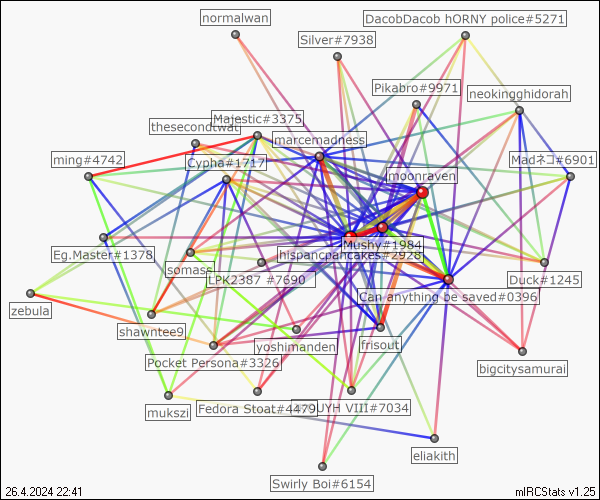 normalwan
DacobDacob hORNY police#5271
Silver#7938
Pikabro#9971
neokingghidorah
Majestic#3375
thesecondtwat
marcemadness
ming#4742
Cypha#1717
Madネコ#6901
moonraven
Mushy#1984
Eg.Master#1378
hispanicpancakes#2928
somass
LPK2387 #7690
Duck#1245
Can anything be saved#0396
zebula
Shawntee9
yoshimanden
frisout
Pocket Persona#3326
bigcitysamurai
mukszi
Fedora Stoat#4479
UYH VIII#7034
eliakith
Swirly Boi#6154
26.4.2024 22:41
mIRCStats v1.25